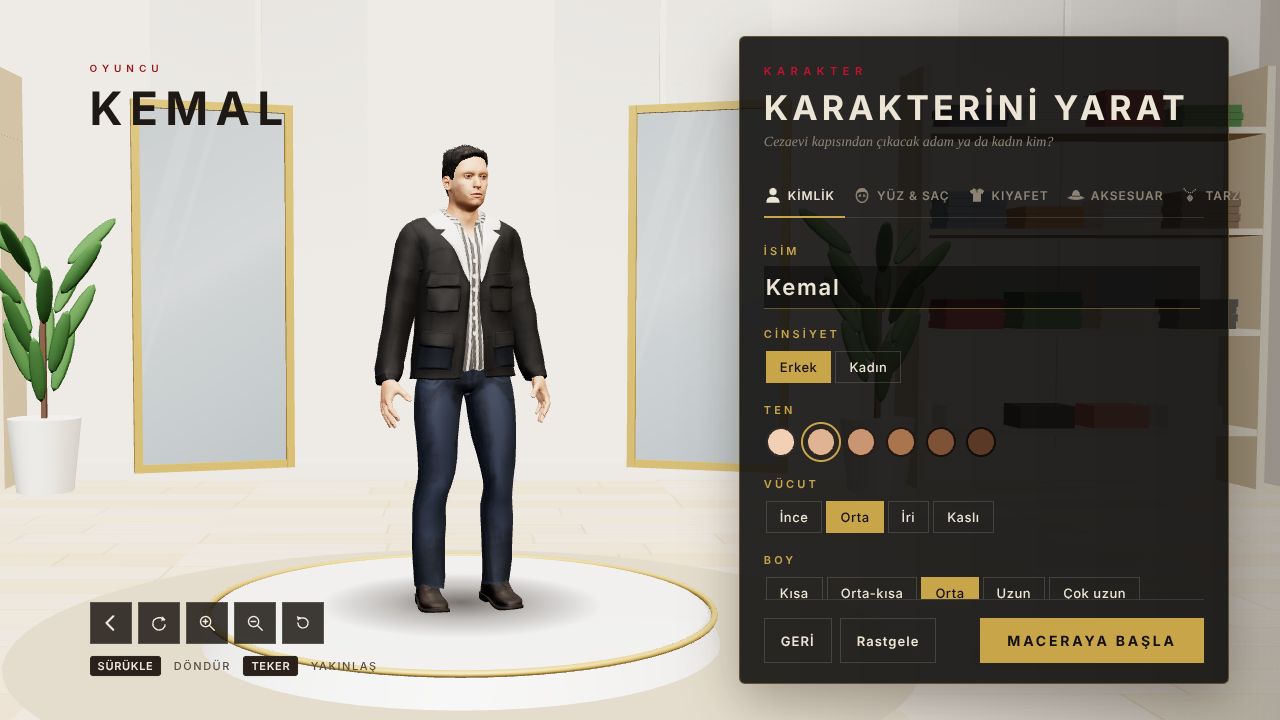 OYUNCU
KEMAL
SÜRÜKLE DÖNDÜR TEKER YAKINLAŞ
KARAKTER
KARAKTERİNİ YARAT
Cezaevi kapısından çıkacak adam ya da kadın kim?
KİMLİK YÜZ & SAÇ KIYAFET AKSESUAR TARZ
İSİM
Kemal
CİNSİYET
Erkek Kadın
TEN
VÜCUT
İnce Orta İri Kaslı
BOY
Kısa Orta-kısa Orta Uzun Çok uzun
GERİ Rastgele MACERAYA BAŞLA